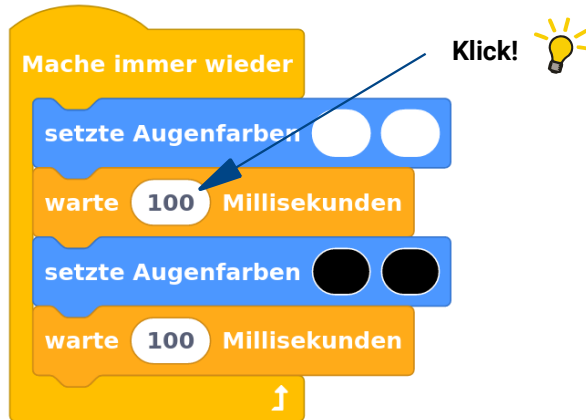 Klick!
Mache immer wieder
setzte Augenfarben
warte 100 Millisekunden
setzte Augenfarben
warte 100 Millisekunden